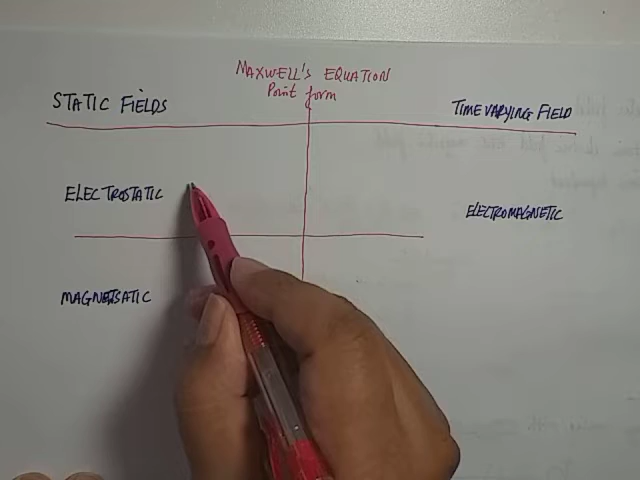 MAXWELL'S EQUATION
Point form
STATIC FIELDS
TIME VARYING FIELD
ELECTROSTATIC
ELECTROMAGNETIC
MAGNETSATIC